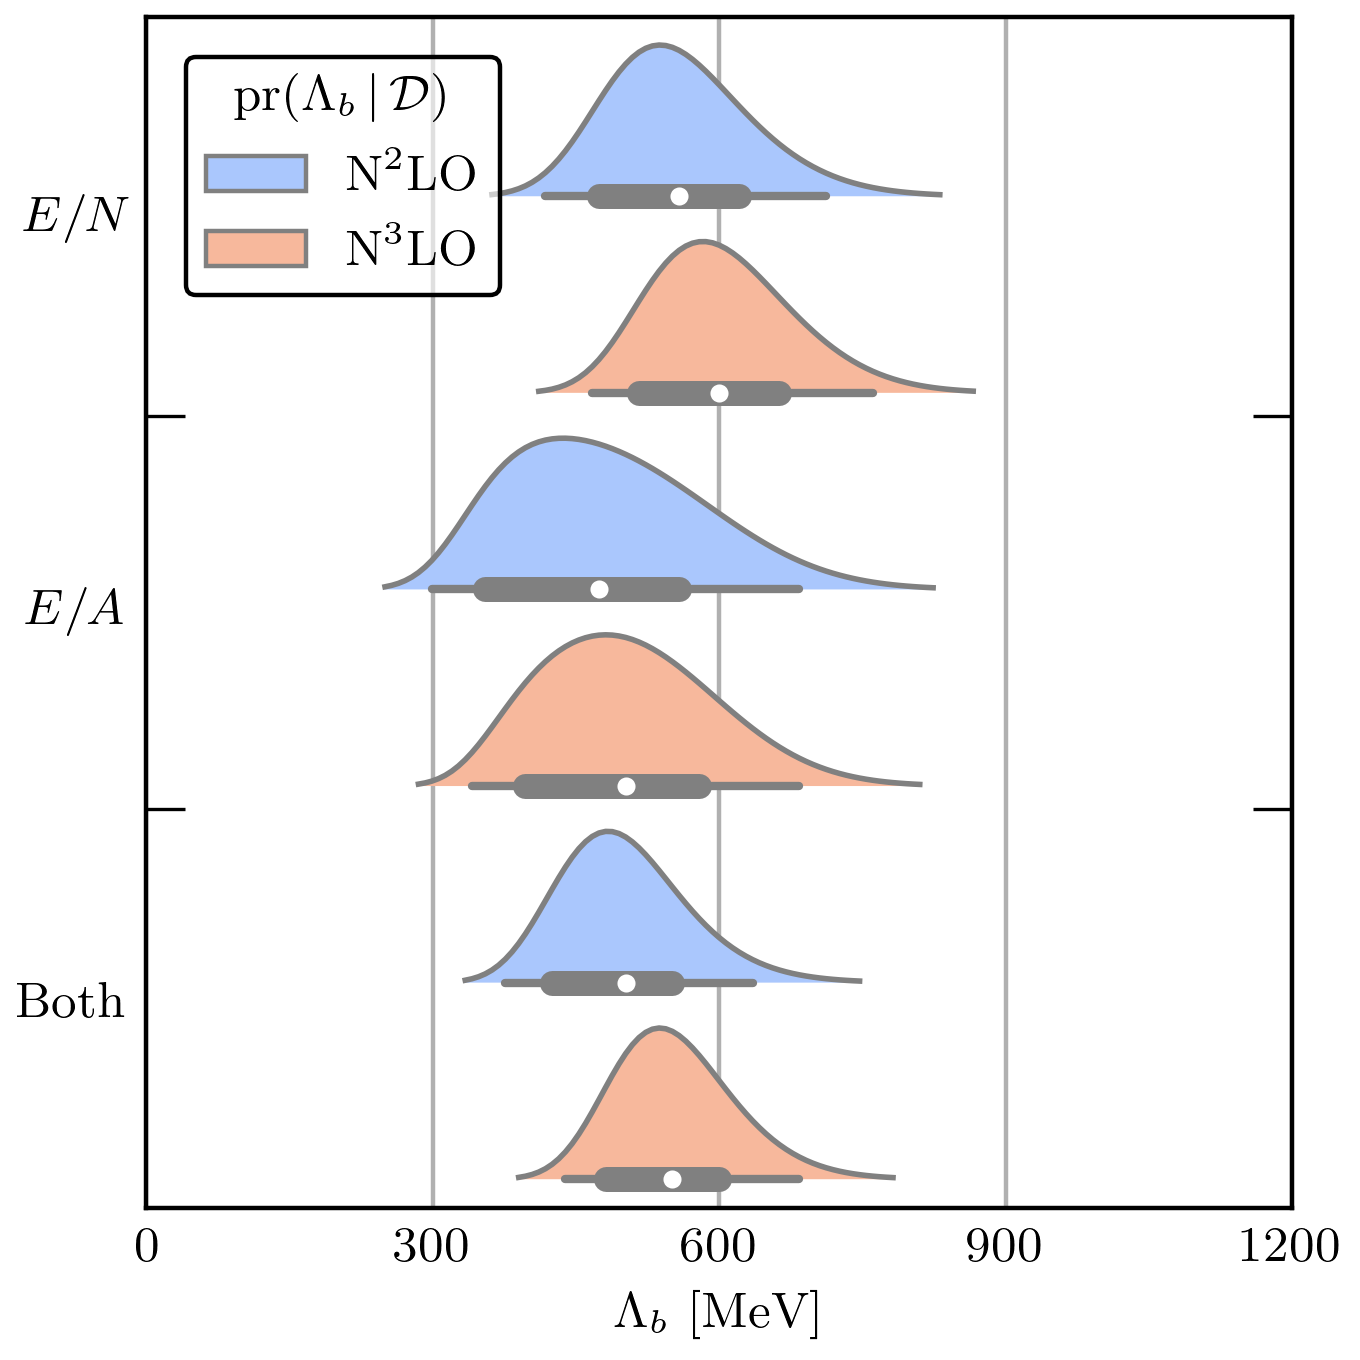 pr(Λ_b | 𝒟)
N²LO
N³LO
E/N
E/A
Both
0 300 600 900 1200
Λ_b [MeV]